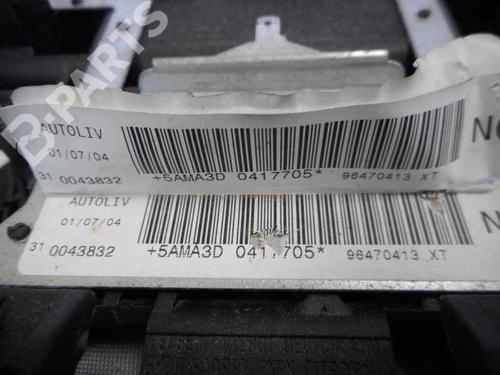 B-PARTS
AUTOLIV
01/07/04
31 0043832
+5AMA3D 0417705*
96470413 XT
AUTOLIV
01/07/04
31 0043832
+5AMA3D 0417705*
96470413 XT